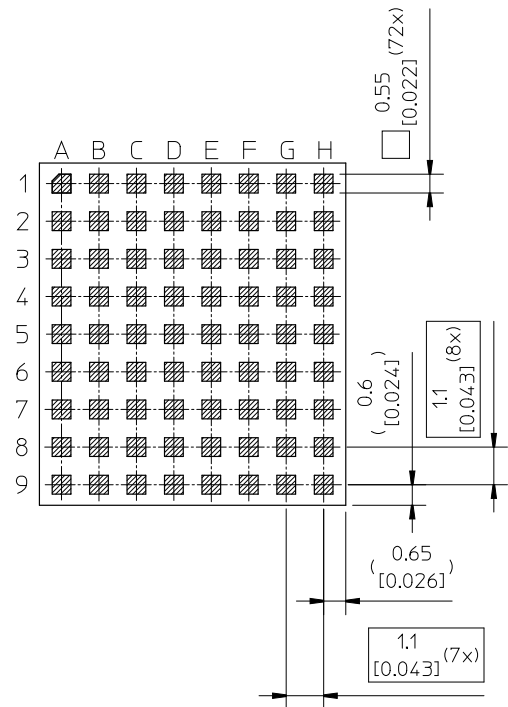 0.55 (72x)
[0.022]
A B C D E F G H
1
2
3
4
5
6
7
8
9
( 0.6 )
[0.024]
1.1 (8x)
[0.043]
( 0.65 )
[0.026]
1.1 (7x)
[0.043]